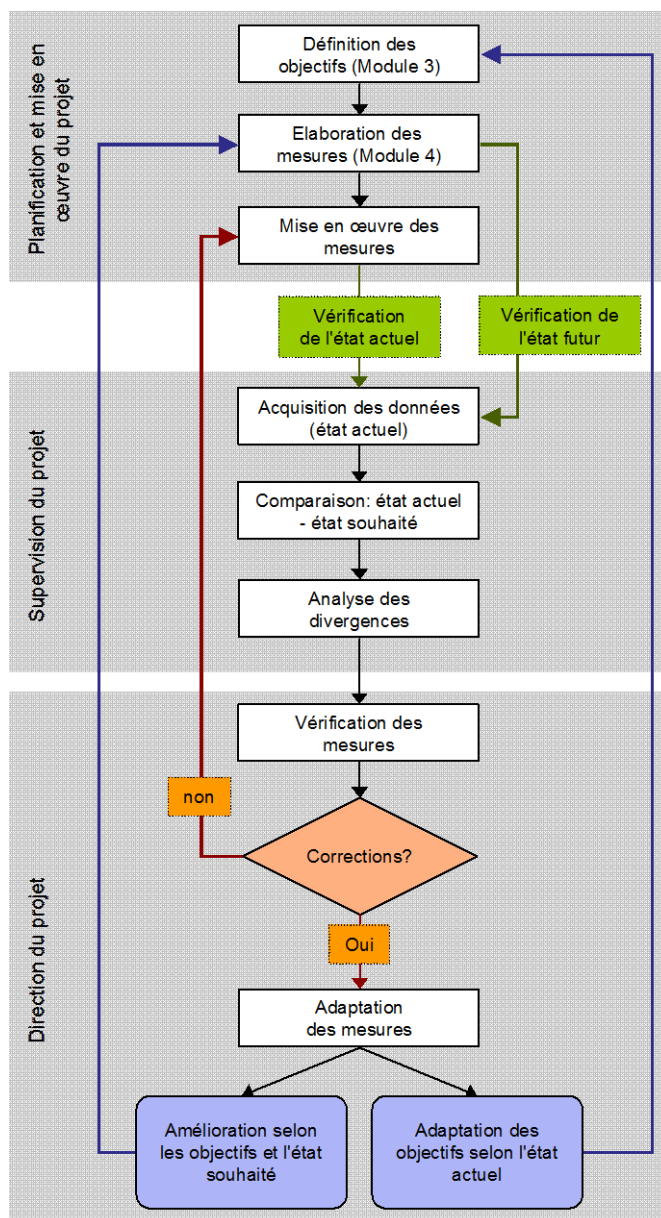 Planification et mise en
œuvre du projet
Définition des
objectifs (Module 3)
Elaboration des
mesures (Module 4)
Mise en œuvre des
mesures
Vérification
de l'état actuel
Vérification de
l'état futur
Supervision du projet
Acquisition des données
(état actuel)
Comparaison: état actuel
- état souhaité
Analyse des
divergences
Direction du projet
Vérification des
mesures
non
Corrections?
Oui
Adaptation
des mesures
Amélioration selon
les objectifs et l'état
souhaité
Adaptation des
objectifs selon l'état
actuel